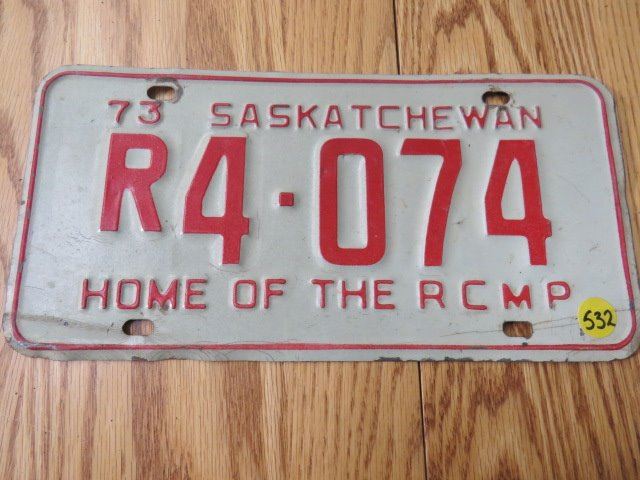 73 SASKATCHEWAN
R4·074
HOME OF THE RCMP
532